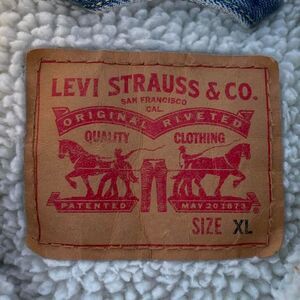 LEVI STRAUSS & CO.
SAN FRANCISCO
CAL.
ORIGINAL RIVETED
QUALITY CLOTHING
PATENTED MAY 20 1873
®
SIZE XL